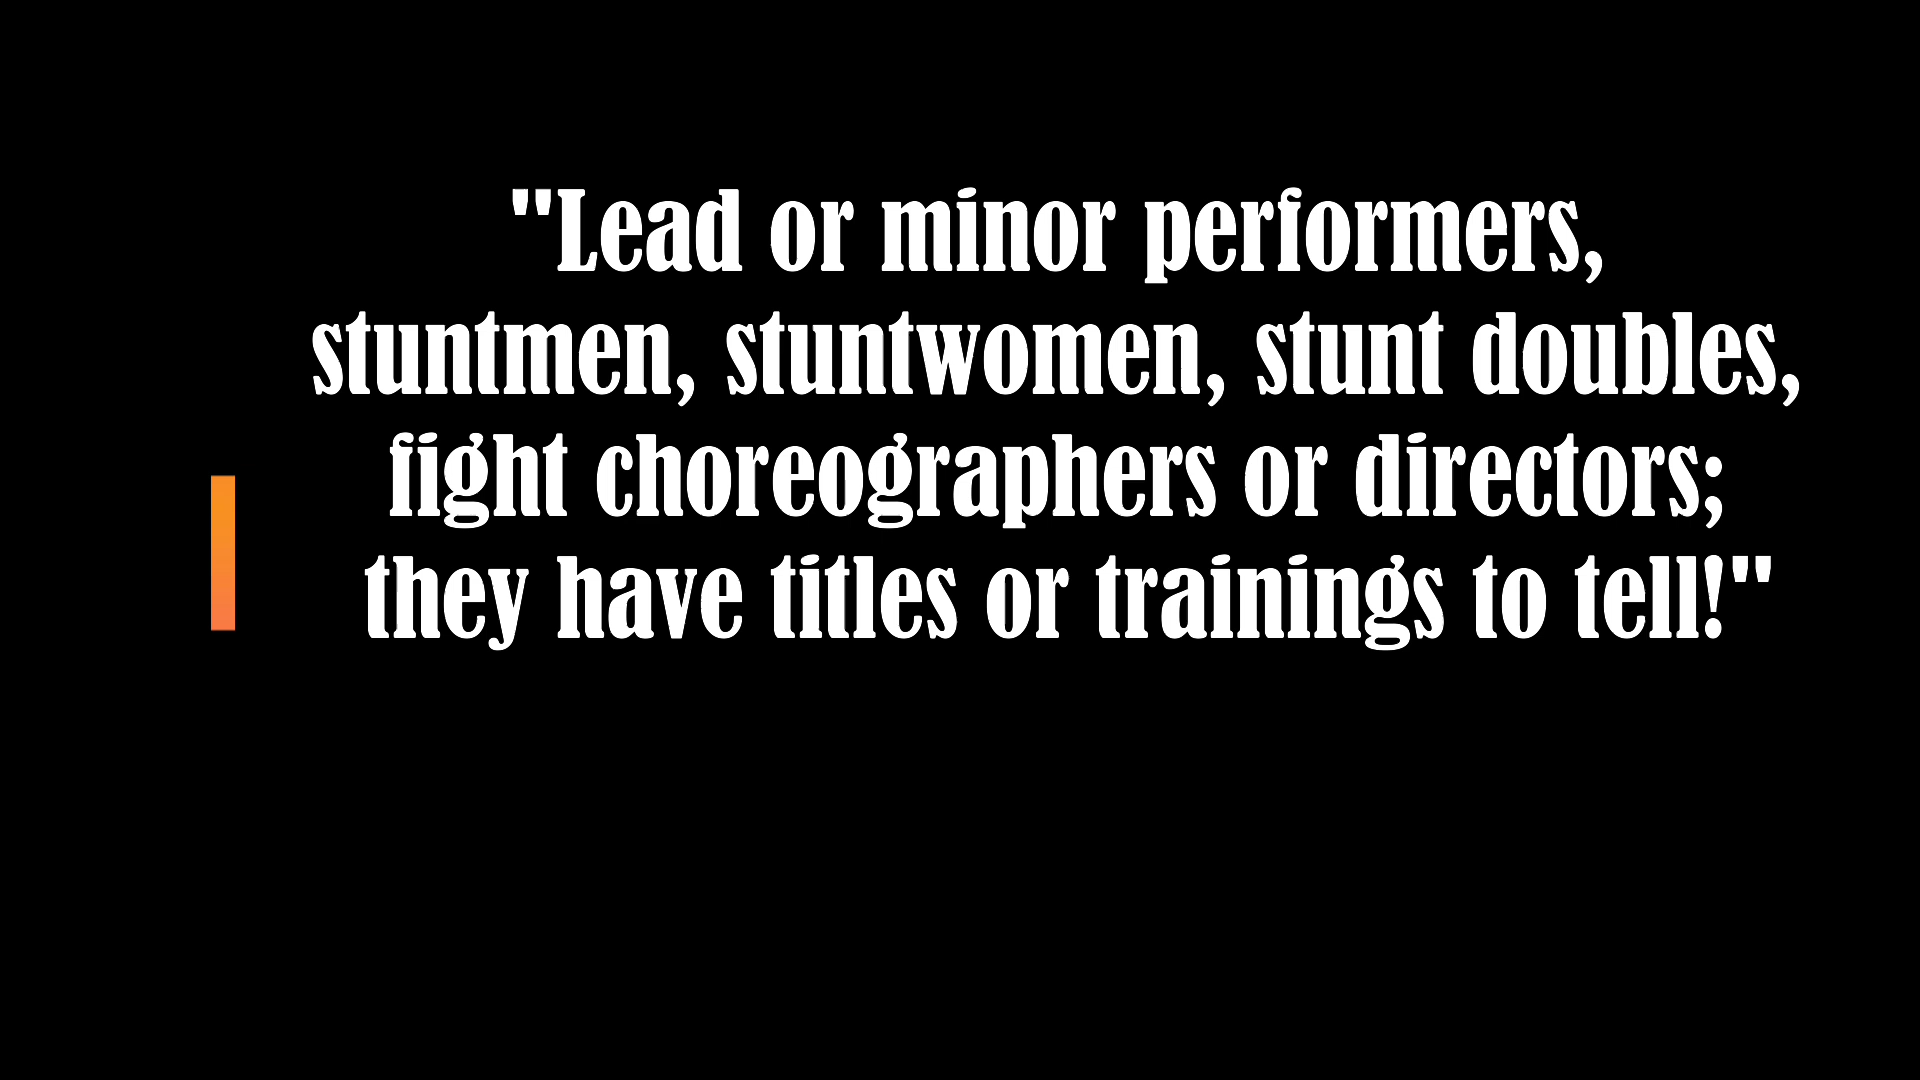 "Lead or minor performers,
stuntmen, stuntwomen, stunt doubles,
fight choreographers or directors;
they have titles or trainings to tell!"